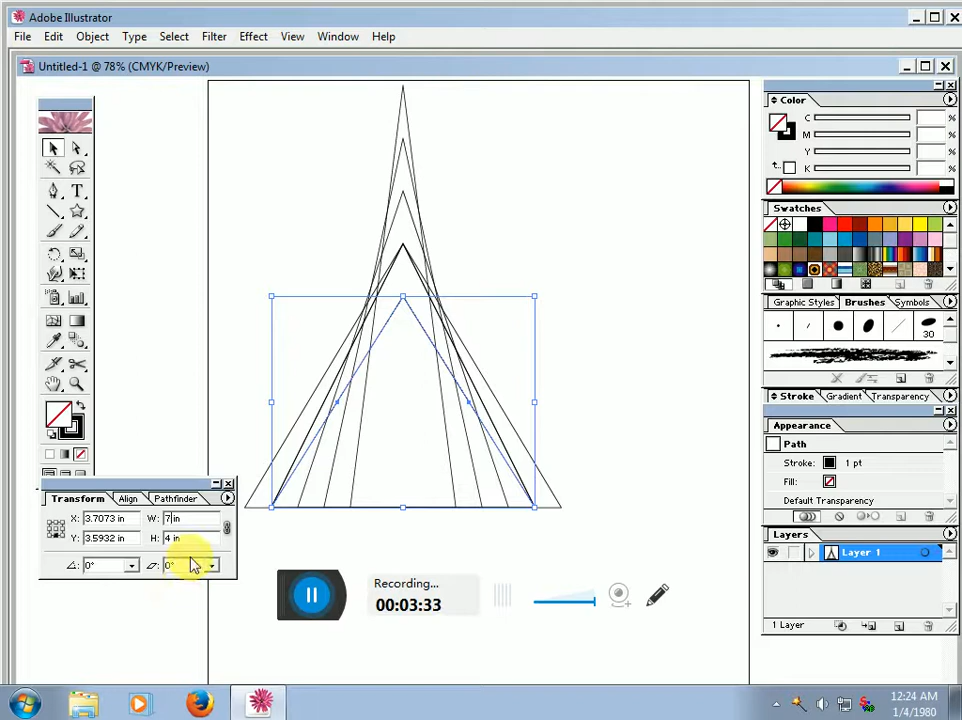 Adobe Illustrator
File Edit Object Type Select Filter Effect View Window Help
Untitled-1 @ 78% (CMYK/Preview)
Color
C %
M %
Y %
K %
Swatches
Graphic Styles Brushes Symbols
30
Stroke Gradient Transparency
Appearance
Path
Stroke: 1 pt
Fill:
Default Transparency
Layers
Layer 1
1 Layer
Transform Align Pathfinder
X: 3.7073 in W: 7 in
Y: 3.5932 in H: 4 in
0° 0°
Recording...
00:03:33
12:24 AM
1/4/1980